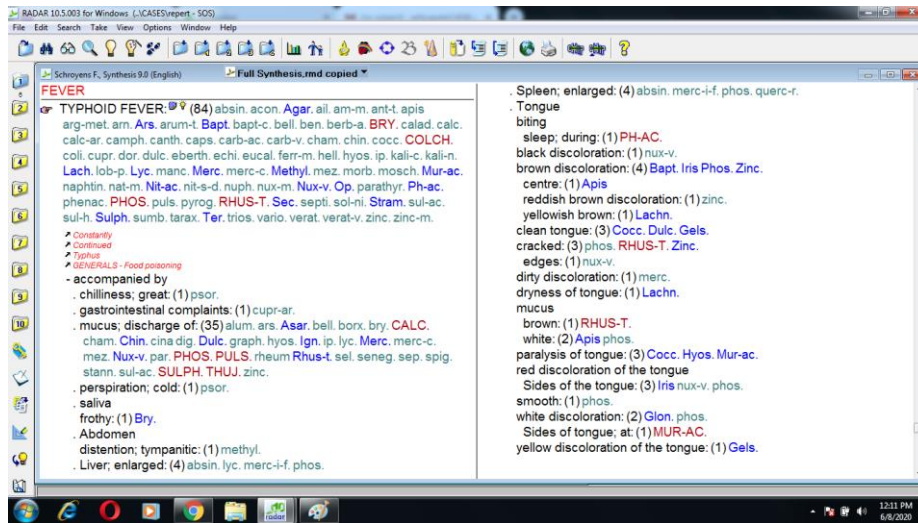 RADAR 10.5.003 for Windows (..\CASES\repert - SOS)
File Edit Search Take View Options Window Help
Schroyens F., Synthesis 9.0 (English)
Full Synthesis.rmd copied
FEVER
TYPHOID FEVER: (84) absin. acon. Agar. ail. am-m. ant-t. apis
arg-met. arn. Ars. arum-t. Bapt. bapt-c. bell. ben. berb-a. BRY. calad. calc.
calc-ar. camph. canth. caps. carb-ac. carb-v. cham. chin. cocc. COLCH.
coli. cupr. dor. dulc. eberth. echi. eucal. ferr-m. hell. hyos. ip. kali-c. kali-n.
Lach. lob-p. Lyc. manc. Merc. merc-c. Methyl. mez. morb. mosch. Mur-ac.
naphtin. nat-m. Nit-ac. nit-s-d. nuph. nux-m. Nux-v. Op. parathyr. Ph-ac.
phenac. PHOS. puls. pyrog. RHUS-T. Sec. septi. sol-ni. Stram. sul-ac.
sul-h. Sulph. sumb. tarax. Ter. trios. vario. verat. verat-v. zinc. zinc-m.
Constantly
Continued
Typhus
GENERALS - Food poisoning
- accompanied by
. chilliness; great: (1) psor.
. gastrointestinal complaints: (1) cupr-ar.
. mucus; discharge of: (35) alum. ars. Asar. bell. borx. bry. CALC.
cham. Chin. cina dig. Dulc. graph. hyos. Ign. ip. lyc. Merc. merc-c.
mez. Nux-v. par. PHOS. PULS. rheum Rhus-t. sel. seneg. sep. spig.
stann. sul-ac. SULPH. THUJ. zinc.
. perspiration; cold: (1) psor.
. saliva
frothy: (1) Bry.
. Abdomen
distention; tympanitic: (1) methyl.
. Liver; enlarged: (4) absin. lyc. merc-i-f. phos.
. Spleen; enlarged: (4) absin. merc-i-f. phos. querc-r.
. Tongue
biting
sleep; during: (1) PH-AC.
black discoloration: (1) nux-v.
brown discoloration: (4) Bapt. Iris Phos. Zinc.
centre: (1) Apis
reddish brown discoloration: (1) zinc.
yellowish brown: (1) Lachn.
clean tongue: (3) Cocc. Dulc. Gels.
cracked: (3) phos. RHUS-T. Zinc.
edges: (1) nux-v.
dirty discoloration: (1) merc.
dryness of tongue: (1) Lachn.
mucus
brown: (1) RHUS-T.
white: (2) Apis phos.
paralysis of tongue: (3) Cocc. Hyos. Mur-ac.
red discoloration of the tongue
Sides of the tongue: (3) Iris nux-v. phos.
smooth: (1) phos.
white discoloration: (2) Glon. phos.
Sides of tongue; at: (1) MUR-AC.
yellow discoloration of the tongue: (1) Gels.
1
2
3
4
5
6
7
8
9
10
radar
12:11 PM
6/8/2020